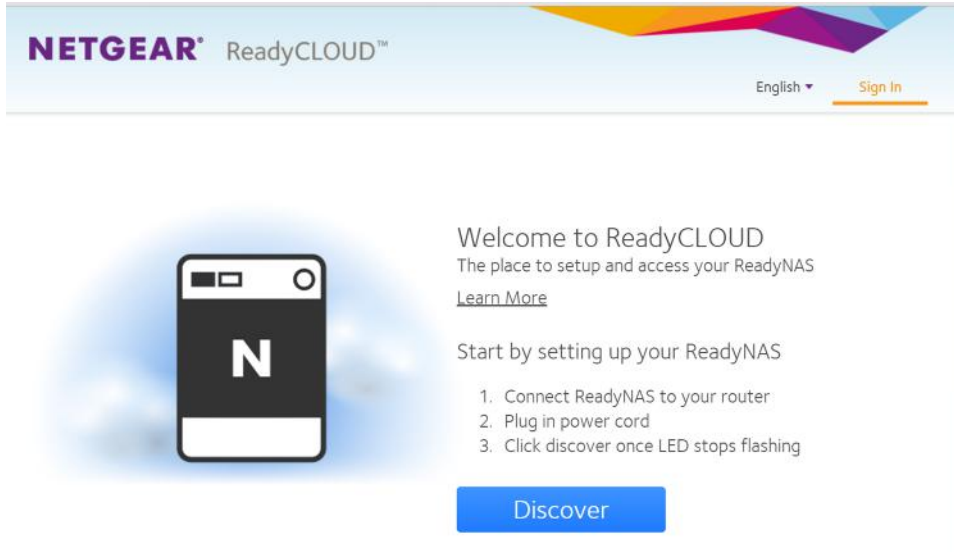 NETGEAR® ReadyCLOUD™
English Sign In
Welcome to ReadyCLOUD
The place to setup and access your ReadyNAS
Learn More
N
Start by setting up your ReadyNAS
1. Connect ReadyNAS to your router
2. Plug in power cord
3. Click discover once LED stops flashing
Discover